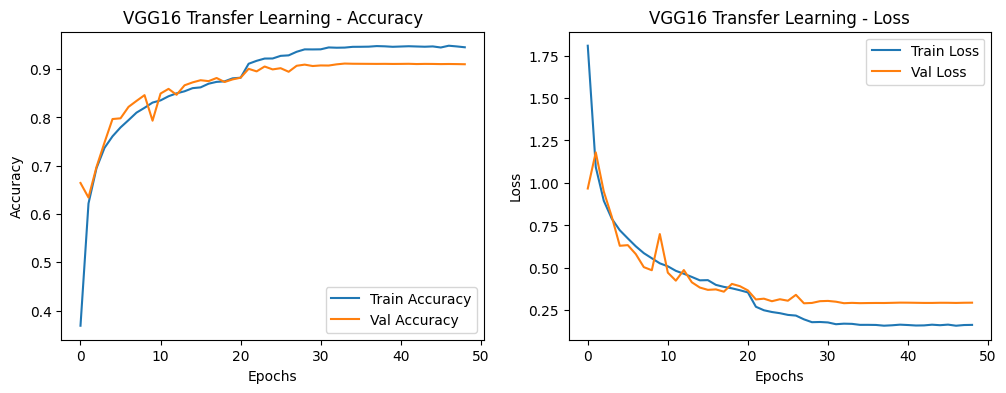 VGG16 Transfer Learning - Accuracy
0.9
0.8
0.7
0.6
0.5
0.4
Accuracy
Train Accuracy
Val Accuracy
0 10 20 30 40 50
Epochs
VGG16 Transfer Learning - Loss
1.75
1.50
1.25
1.00
0.75
0.50
0.25
Loss
Train Loss
Val Loss
0 10 20 30 40 50
Epochs